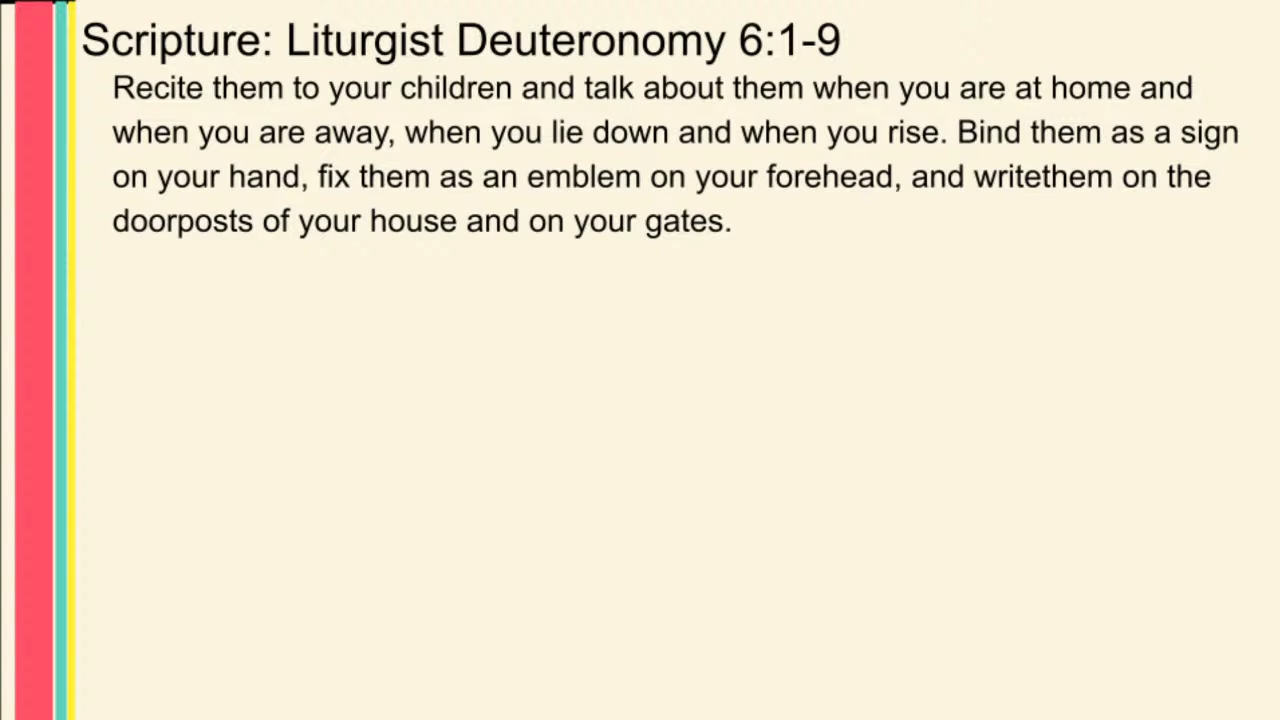 Scripture: Liturgist Deuteronomy 6:1-9
Recite them to your children and talk about them when you are at home and
when you are away, when you lie down and when you rise. Bind them as a sign
on your hand, fix them as an emblem on your forehead, and writethem on the
doorposts of your house and on your gates.